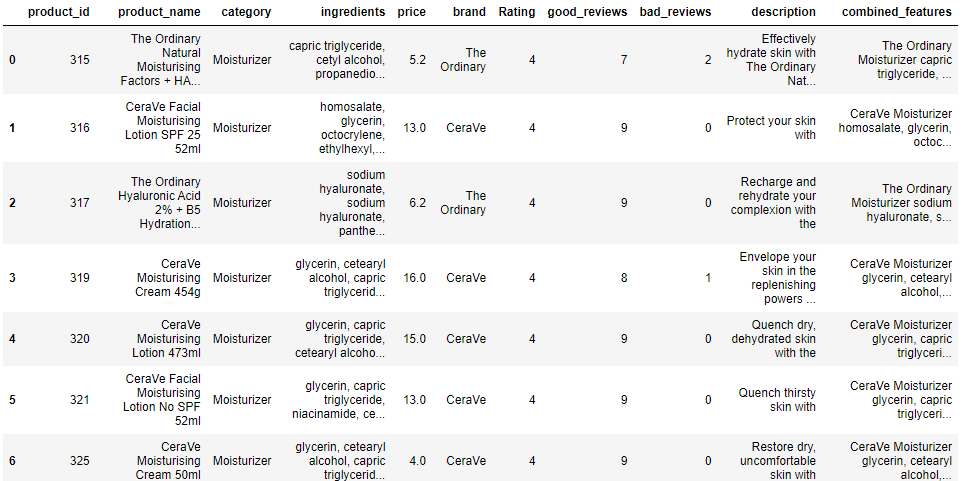 product_id product_name category ingredients price brand Rating good_reviews bad_reviews description combined_features
0
315
The Ordinary
Natural
Moisturising
Factors + HA...
Moisturizer
capric triglyceride,
cetyl alcohol,
propanedio...
5.2
The
Ordinary
4
7
2
Effectively
hydrate skin with
The Ordinary
Nat...
The Ordinary
Moisturizer capric
triglyceride, ...
1
316
CeraVe Facial
Moisturising
Lotion SPF 25
52ml
Moisturizer
homosalate,
glycerin,
octocrylene,
ethylhexyl,...
13.0
CeraVe
4
9
0
Protect your skin
with
CeraVe Moisturizer
homosalate, glycerin,
octoc...
2
317
The Ordinary
Hyaluronic Acid
2% + B5
Hydration...
Moisturizer
sodium
hyaluronate,
sodium
hyaluronate,
panthe...
6.2
The
Ordinary
4
9
0
Recharge and
rehydrate your
complexion with
the
The Ordinary
Moisturizer sodium
hyaluronate, s...
3
319
CeraVe
Moisturising
Cream 454g
Moisturizer
glycerin, cetearyl
alcohol, capric
triglycerid...
16.0
CeraVe
4
8
1
Envelope your
skin in the
replenishing
powers ...
CeraVe Moisturizer
glycerin, cetearyl
alcohol,...
4
320
CeraVe
Moisturising
Lotion 473ml
Moisturizer
glycerin, capric
triglyceride,
cetearyl alcoho...
15.0
CeraVe
4
9
0
Quench dry,
dehydrated skin
with the
CeraVe Moisturizer
glycerin, capric
triglyceri...
5
321
CeraVe Facial
Moisturising
Lotion No SPF
52ml
Moisturizer
glycerin, capric
triglyceride,
niacinamide, ce...
13.0
CeraVe
4
9
0
Quench thirsty
skin with
CeraVe Moisturizer
glycerin, capric
triglyceri...
6
325
CeraVe
Moisturising
Cream 50ml
Moisturizer
glycerin, cetearyl
alcohol, capric
triglycerid...
4.0
CeraVe
4
9
0
Restore dry,
uncomfortable
skin with
CeraVe Moisturizer
glycerin, cetearyl
alcohol,...